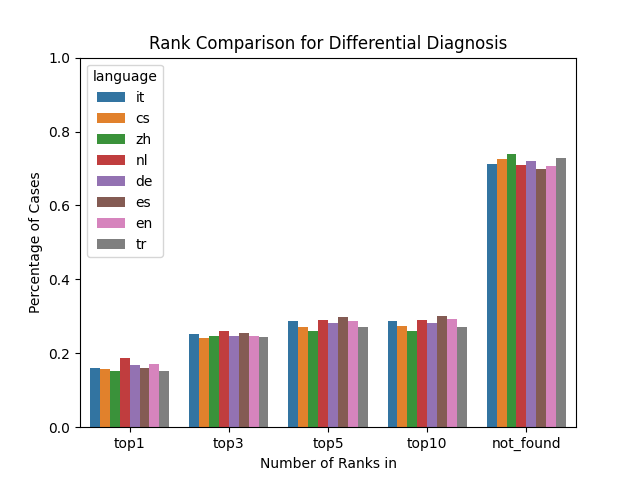 Rank Comparison for Differential Diagnosis
1.0
0.8
0.6
0.4
0.2
0.0
Percentage of Cases
language
it
cs
zh
nl
de
es
en
tr
top1 top3 top5 top10 not_found
Number of Ranks in